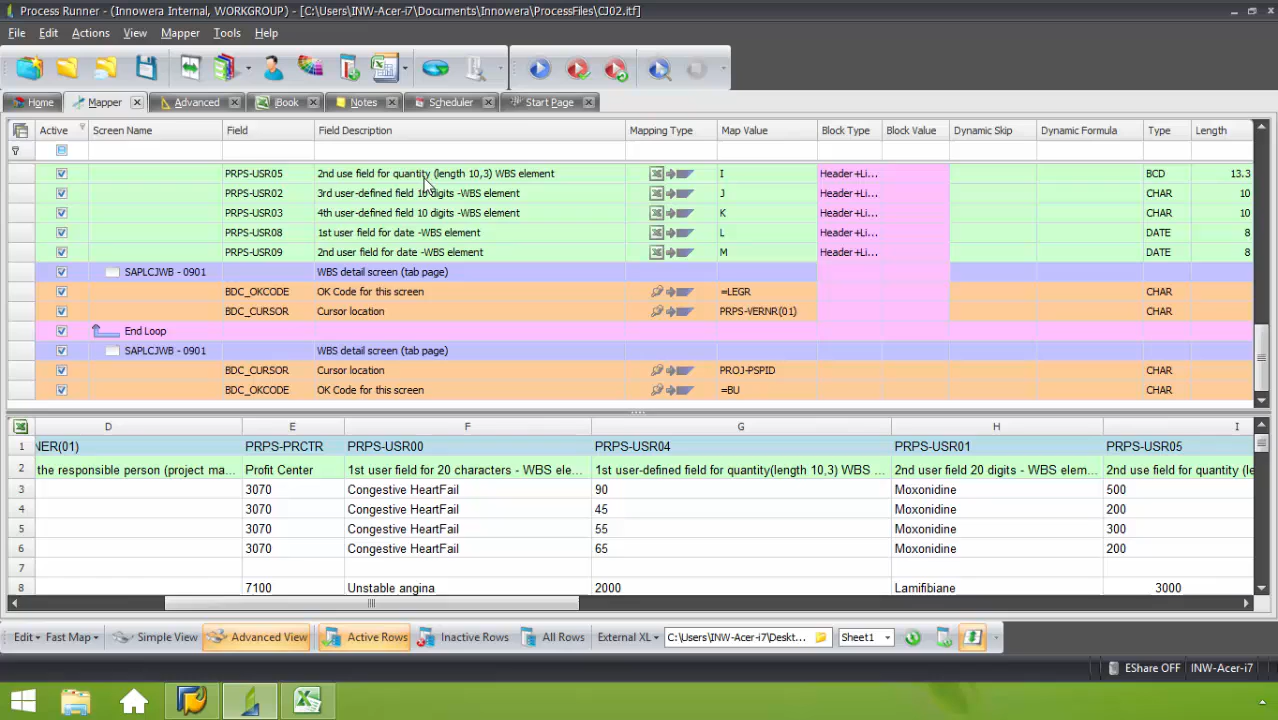 Process Runner - (Innowera Internal, WORKGROUP) - [C:\Users\INW-Acer-i7\Documents\Innowera\ProcessFiles\CJ02.itf]
File Edit Actions View Mapper Tools Help
Home Mapper Advanced iBook Notes Scheduler Start Page
Active Screen Name Field Field Description Mapping Type Map Value Block Type Block Value Dynamic Skip Dynamic Formula Type Length
PRPS-USR05 2nd use field for quantity (length 10,3) WBS element I Header+Li... BCD 13.3
PRPS-USR02 3rd user-defined field 10 digits -WBS element J Header+Li... CHAR 10
PRPS-USR03 4th user-defined field 10 digits -WBS element K Header+Li... CHAR 10
PRPS-USR08 1st user field for date -WBS element L Header+Li... DATE 8
PRPS-USR09 2nd user field for date -WBS element M Header+Li... DATE 8
SAPLCJWB - 0901 WBS detail screen (tab page)
BDC_OKCODE OK Code for this screen =LEGR CHAR
BDC_CURSOR Cursor location PRPS-VERNR(01) CHAR
End Loop
SAPLCJWB - 0901 WBS detail screen (tab page)
BDC_CURSOR Cursor location PROJ-PSPID CHAR
BDC_OKCODE OK Code for this screen =BU CHAR
D E F G H I
1 NER(01) PRPS-PRCTR PRPS-USR00 PRPS-USR04 PRPS-USR01 PRPS-USR05
2 the responsible person (project ma... Profit Center 1st user field for 20 characters - WBS ele... 1st user-defined field for quantity(length 10,3) WBS ... 2nd user field 20 digits - WBS elem... 2nd use field for quantity (le
3 3070 Congestive HeartFail 90 Moxonidine 500
4 3070 Congestive HeartFail 45 Moxonidine 200
5 3070 Congestive HeartFail 55 Moxonidine 300
6 3070 Congestive HeartFail 65 Moxonidine 200
7
8 7100 Unstable angina 2000 Lamifibiane 3000
Edit Fast Map Simple View Advanced View Active Rows Inactive Rows All Rows External XL C:\Users\INW-Acer-i7\Deskt... Sheet1
EShare OFF INW-Acer-i7